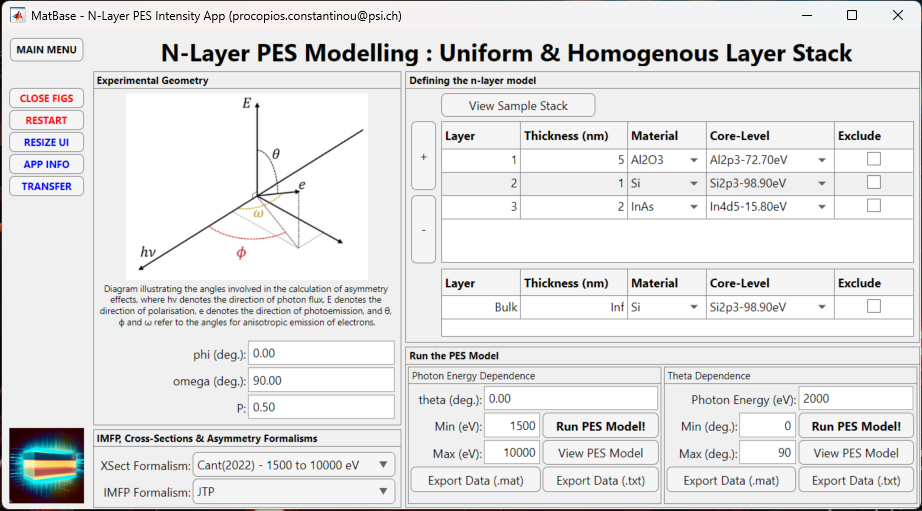 MatBase - N-Layer PES Intensity App (procopios.constantinou@psi.ch)
MAIN MENU
N-Layer PES Modelling : Uniform & Homogenous Layer Stack
CLOSE FIGS
RESTART
RESIZE UI
APP INFO
TRANSFER
Experimental Geometry
E
θ
e
ω
hν
ϕ
Diagram illustrating the angles involved in the calculation of asymmetry
effects, where hv denotes the direction of photon flux, E denotes the
direction of polarisation, e denotes the direction of photoemission, and θ,
ϕ and ω refer to the angles for anisotropic emission of electrons.
phi (deg.): 0.00
omega (deg.): 90.00
P: 0.50
IMFP, Cross-Sections & Asymmetry Formalisms
XSect Formalism: Cant(2022) - 1500 to 10000 eV
IMFP Formalism: JTP
Defining the n-layer model
View Sample Stack
+
-
Layer Thickness (nm) Material Core-Level Exclude
1 5 Al2O3 Al2p3-72.70eV
2 1 Si Si2p3-98.90eV
3 2 InAs In4d5-15.80eV
Layer Thickness (nm) Material Core-Level Exclude
Bulk Inf Si Si2p3-98.90eV
Run the PES Model
Photon Energy Dependence
theta (deg.): 0.00
Min (eV): 1500 Run PES Model!
Max (eV): 10000 View PES Model
Export Data (.mat) Export Data (.txt)
Theta Dependence
Photon Energy (eV): 2000
Min (deg.): 0 Run PES Model!
Max (deg.): 90 View PES Model
Export Data (.mat) Export Data (.txt)